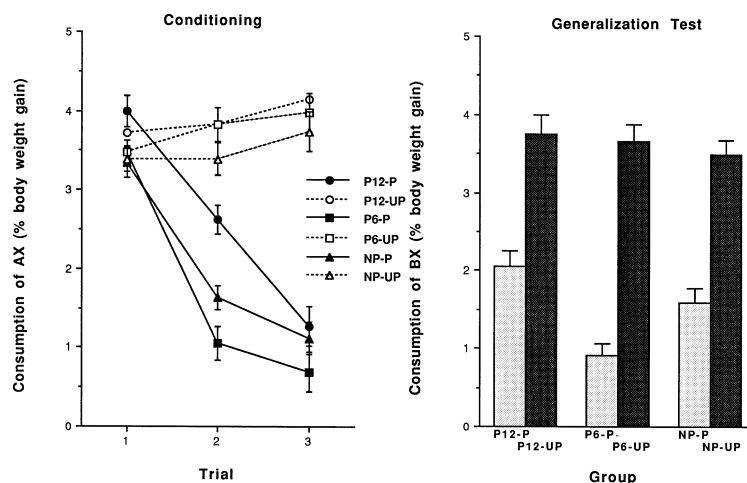 Conditioning
Consumption of AX (% body weight gain)
5
4
3
2
1
0
1
2
3
Trial
P12-P
P12-UP
P6-P
P6-UP
NP-P
NP-UP
Generalization Test
Consumption of BX (% body weight gain)
5
4
3
2
1
0
P12-P
P12-UP
P6-P
P6-UP
NP-P
NP-UP
Group